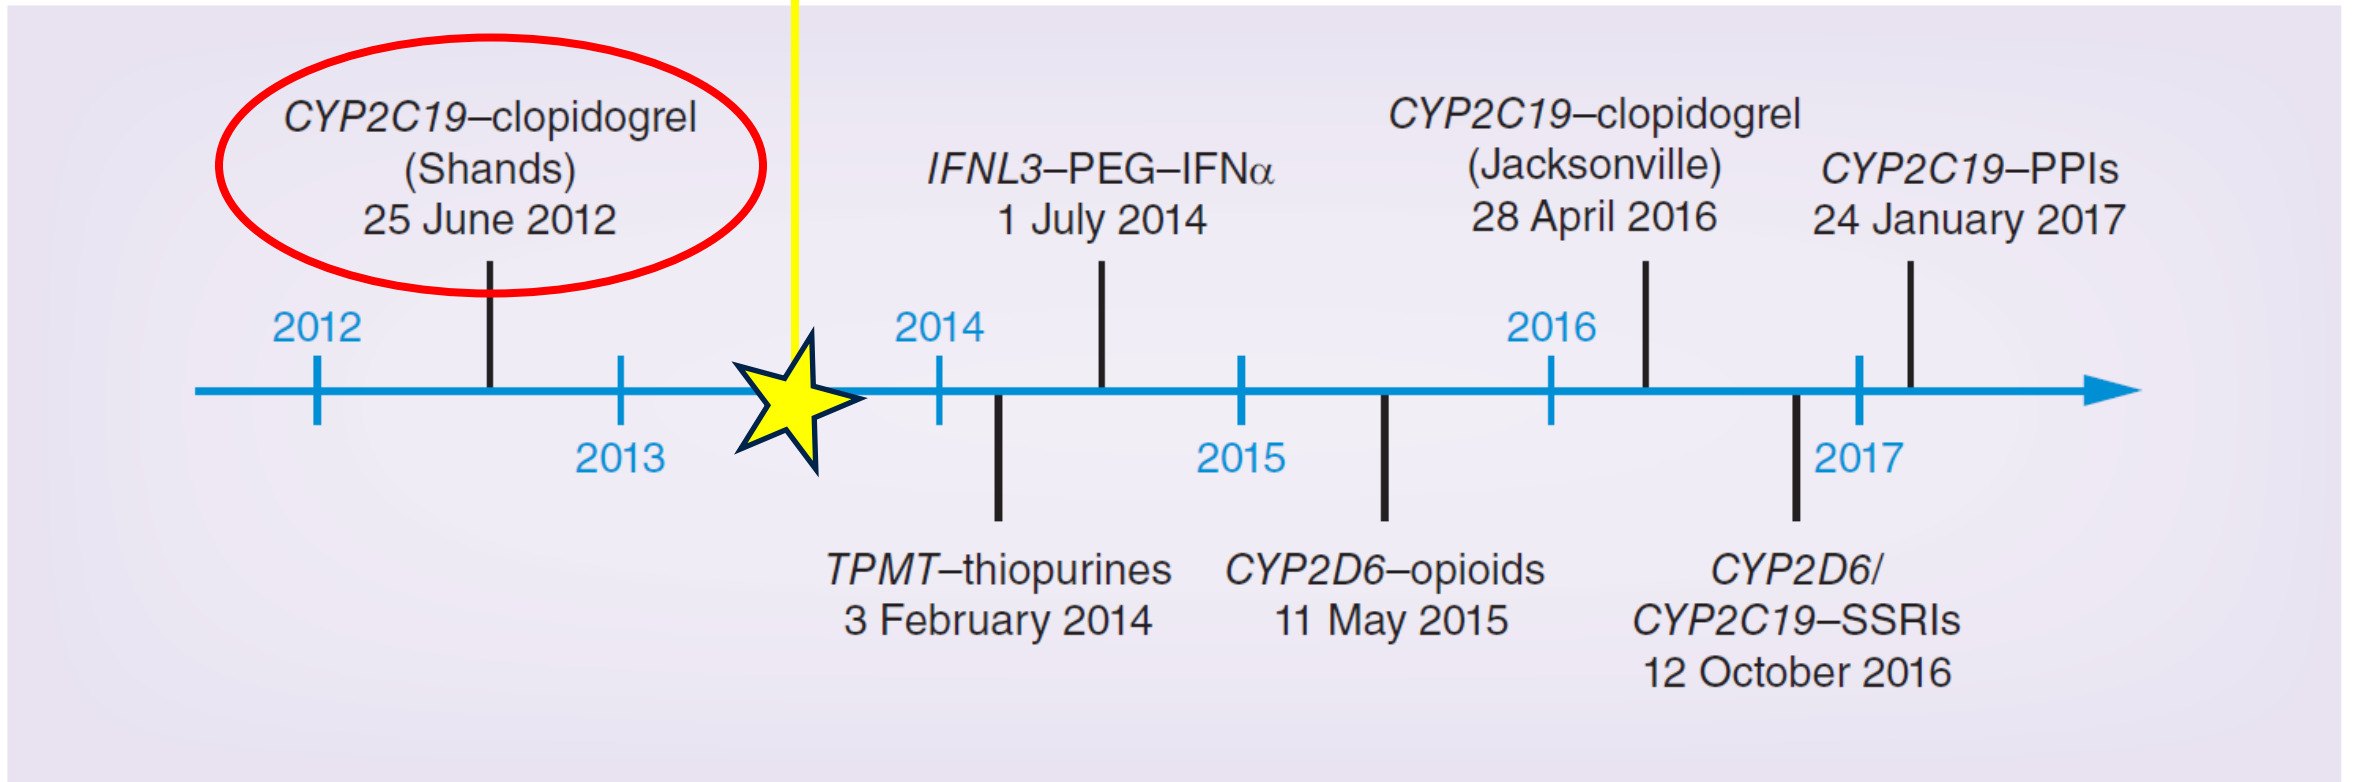 CYP2C19–clopidogrel
(Shands)
25 June 2012
IFNL3–PEG–IFNα
1 July 2014
CYP2C19–clopidogrel
(Jacksonville)
28 April 2016
CYP2C19–PPIs
24 January 2017
2012
2014
2016
2013
2015
2017
TPMT–thiopurines
3 February 2014
CYP2D6–opioids
11 May 2015
CYP2D6/
CYP2C19–SSRIs
12 October 2016